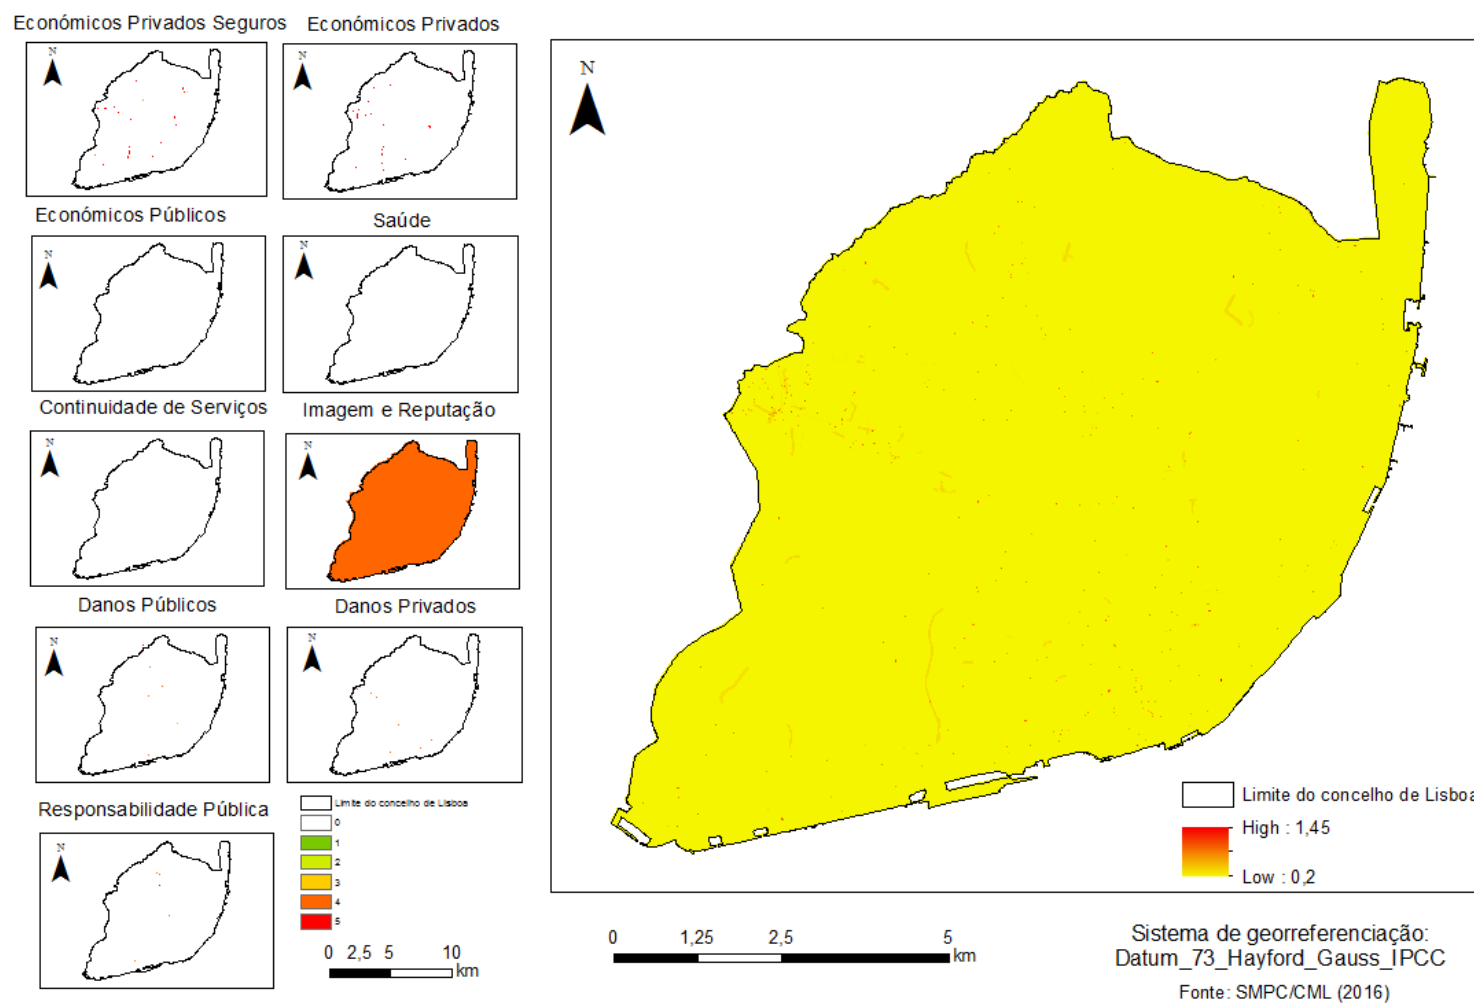 Económicos Privados Seguros
Económicos Privados
N
N
Económicos Públicos
Saúde
N
N
Continuidade de Serviços
Imagem e Reputação
N
N
Danos Públicos
Danos Privados
N
N
Responsabilidade Pública
N
Limite do concelho de Lisboa
0
1
2
3
4
5
0 2,5 5 10
km
N
Limite do concelho de Lisboa
High : 1,45
Low : 0,2
0 1,25 2,5 5
km
Sistema de georreferenciação:
Datum_73_Hayford_Gauss_IPCC
Fonte: SMPC/CML (2016)